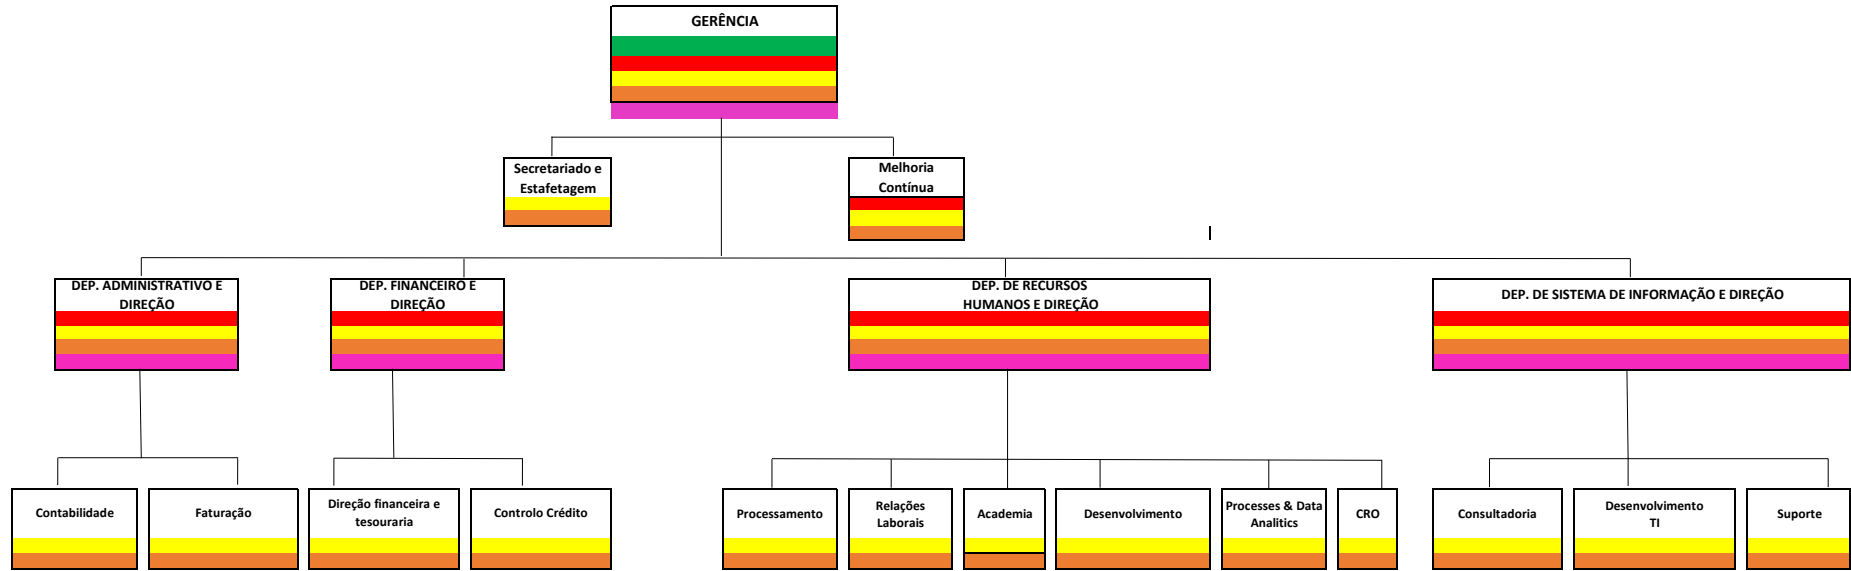 GERÊNCIA
Secretariado e
Estafetagem
Melhoria
Contínua
DEP. ADMINISTRATIVO E
DIREÇÃO
DEP. FINANCEIRO E
DIREÇÃO
DEP. DE RECURSOS
HUMANOS E DIREÇÃO
DEP. DE SISTEMA DE INFORMAÇÃO E DIREÇÃO
Contabilidade
Faturação
Direção financeira e
tesouraria
Controlo Crédito
Processamento
Relações
Laborais
Academia
Desenvolvimento
Processes & Data
Analitics
CRO
Consultadoria
Desenvolvimento
TI
Suporte